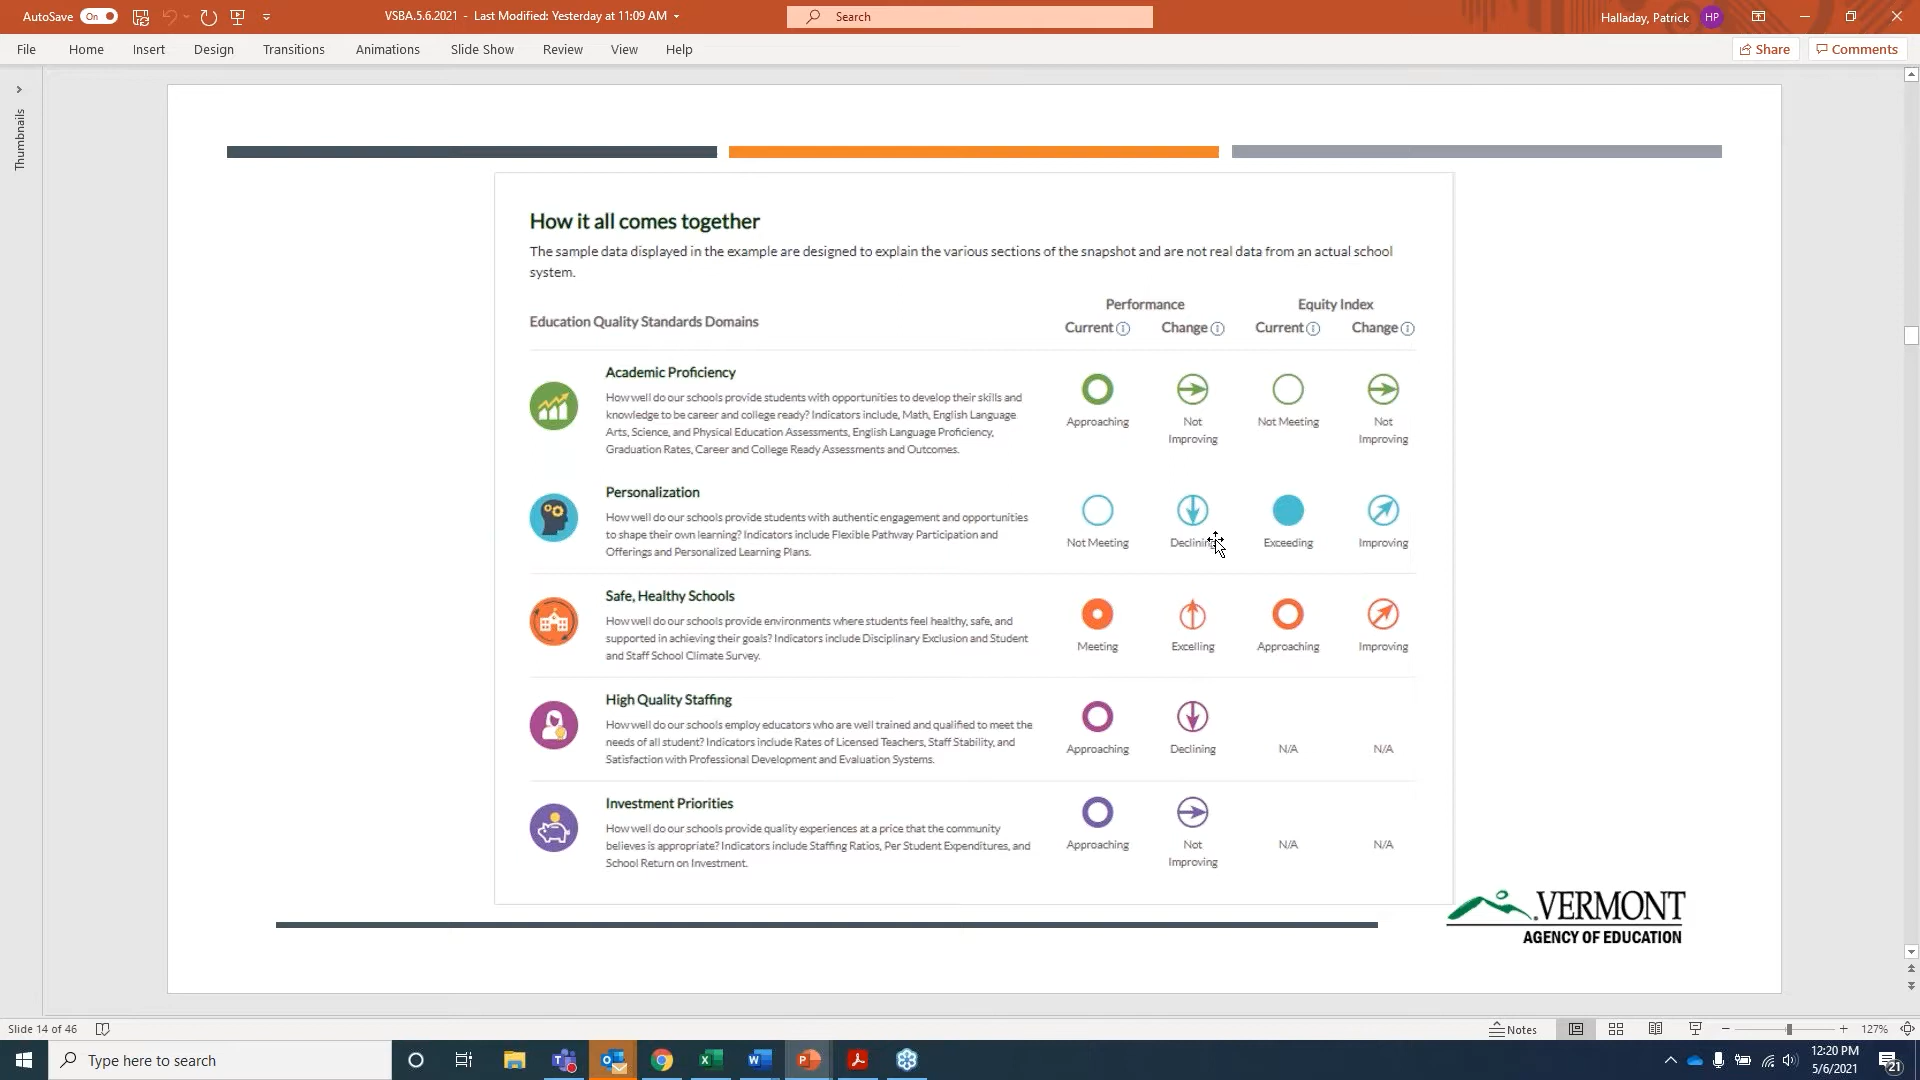 AutoSave On
VSBA.5.6.2021 - Last Modified: Yesterday at 11:09 AM
Search
Halladay, Patrick HP
File Home Insert Design Transitions Animations Slide Show Review View Help
Share Comments
Thumbnails
How it all comes together
The sample data displayed in the example are designed to explain the various sections of the snapshot and are not real data from an actual school
system.
Performance Equity Index
Education Quality Standards Domains
Current Change Current Change
Academic Proficiency
How well do our schools provide students with opportunities to develop their skills and
knowledge to be career and college ready? Indicators include, Math, English Language
Arts, Science, and Physical Education Assessments, English Language Proficiency,
Graduation Rates, Career and College Ready Assessments and Outcomes.
Approaching
Not
Improving
Not Meeting
Not
Improving
Personalization
How well do our schools provide students with authentic engagement and opportunities
to shape their own learning? Indicators include Flexible Pathway Participation and
Offerings and Personalized Learning Plans.
Not Meeting Declining Exceeding Improving
Safe, Healthy Schools
How well do our schools provide environments where students feel healthy, safe, and
supported in achieving their goals? Indicators include Disciplinary Exclusion and Student
and Staff School Climate Survey.
Meeting Excelling Approaching Improving
High Quality Staffing
How well do our schools employ educators who are well trained and qualified to meet the
needs of all student? Indicators include Rates of Licensed Teachers, Staff Stability, and
Satisfaction with Professional Development and Evaluation Systems.
Approaching Declining N/A N/A
Investment Priorities
How well do our schools provide quality experiences at a price that the community
believes is appropriate? Indicators include Staffing Ratios, Per Student Expenditures, and
School Return on Investment.
Approaching
Not
Improving
N/A N/A
VERMONT
AGENCY OF EDUCATION
Slide 14 of 46
Notes
127%
Type here to search
12:20 PM
5/6/2021
21